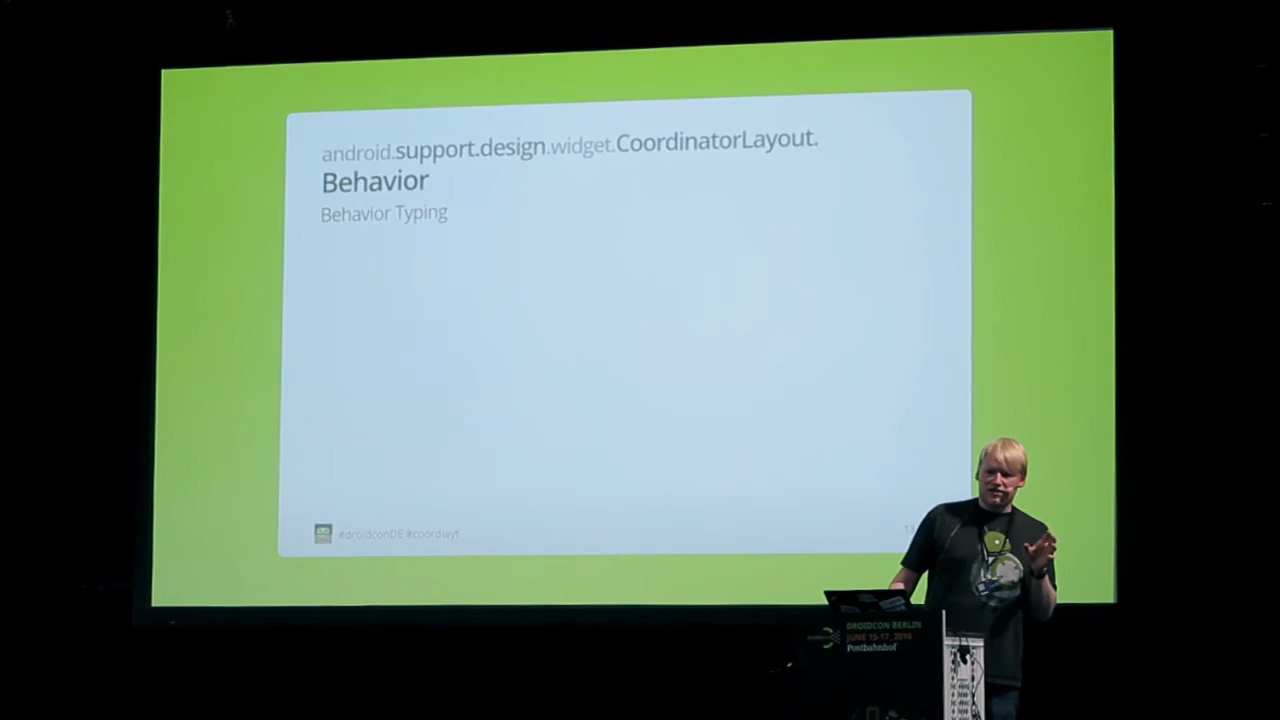 android.support.design.widget.CoordinatorLayout.
Behavior
Behavior Typing
#droidconDE #coordlayt
DROIDCON BERLIN
JUNE 15-17, 2016
Postbahnhof